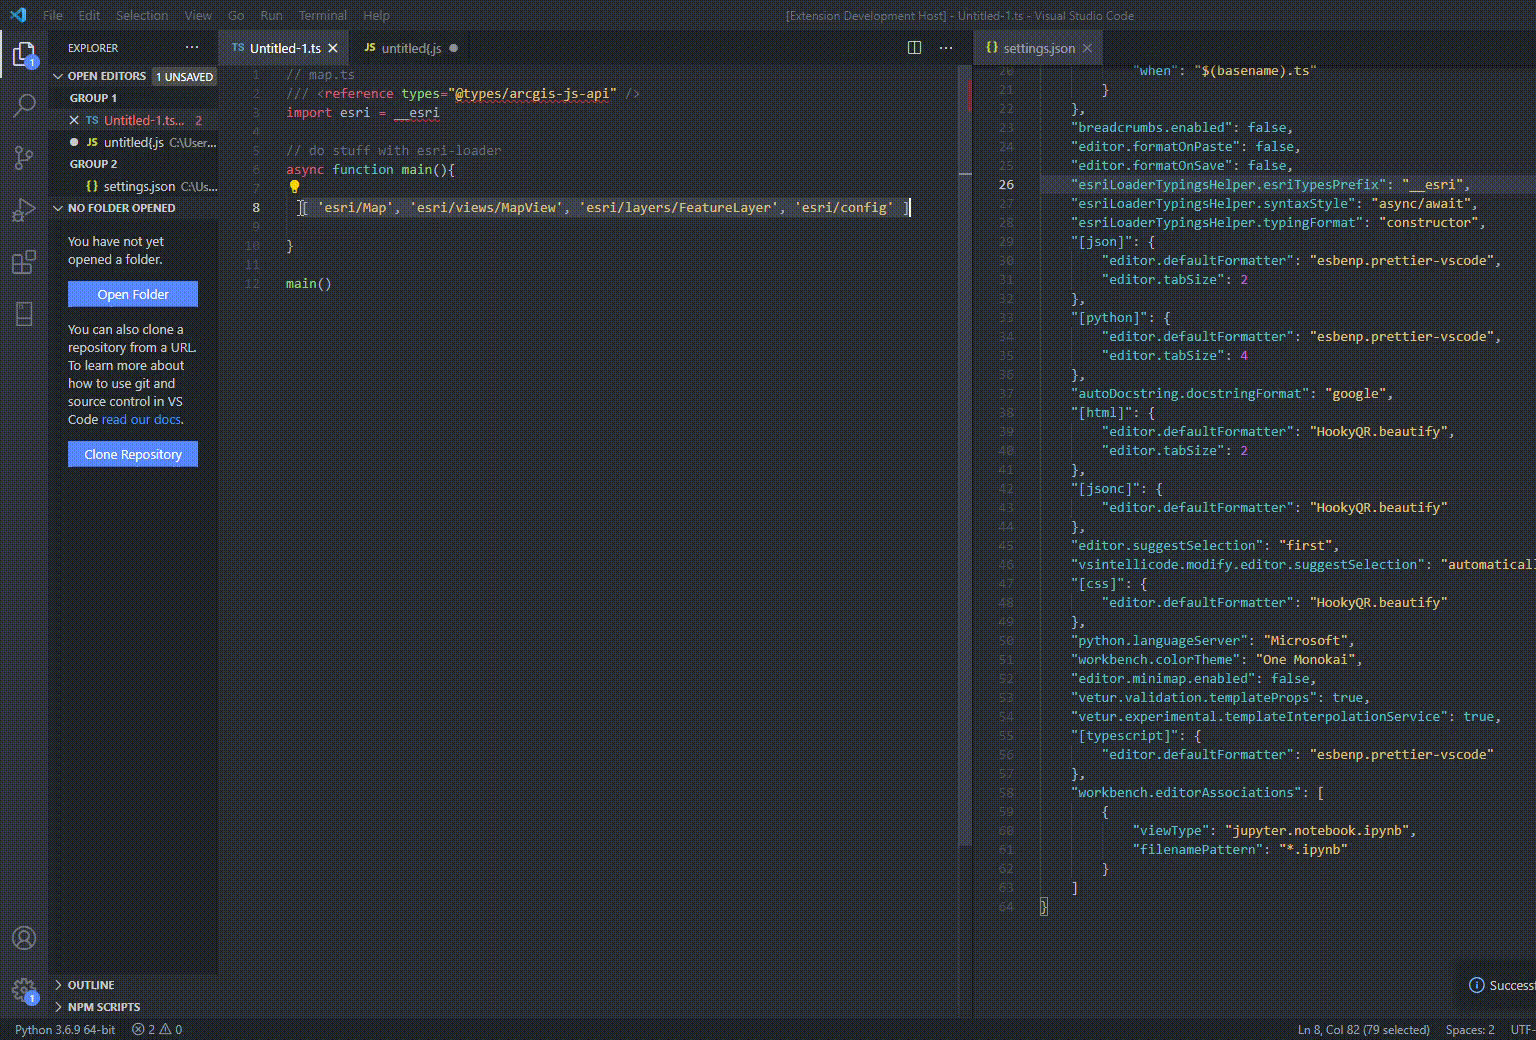 File Edit Selection View Go Run Terminal Help
[Extension Development Host] - Untitled-1.ts - Visual Studio Code
1
EXPLORER ···
OPEN EDITORS 1 UNSAVED
GROUP 1
TS Untitled-1.ts... 2
JS untitled{.js C:\User...
GROUP 2
{} settings.json C:\Us...
NO FOLDER OPENED
You have not yet
opened a folder.
Open Folder
You can also clone a
repository from a URL.
To learn more about
how to use git and
source control in VS
Code read our docs.
Clone Repository
OUTLINE
NPM SCRIPTS
1
TS Untitled-1.ts
JS untitled{.js
1 // map.ts
2 /// <reference types="@types/arcgis-js-api" />
3 import esri = __esri
4
5 // do stuff with esri-loader
6 async function main(){
7
8 [ 'esri/Map', 'esri/views/MapView', 'esri/layers/FeatureLayer', 'esri/config' ]
9
10 }
11
12 main()
{} settings.json
20 "when": "$(basename).ts"
21 }
22 },
23 "breadcrumbs.enabled": false,
24 "editor.formatOnPaste": false,
25 "editor.formatOnSave": false,
26 "esriLoaderTypingsHelper.esriTypesPrefix": "__esri",
27 "esriLoaderTypingsHelper.syntaxStyle": "async/await",
28 "esriLoaderTypingsHelper.typingFormat": "constructor",
29 "[json]": {
30 "editor.defaultFormatter": "esbenp.prettier-vscode",
31 "editor.tabSize": 2
32 },
33 "[python]": {
34 "editor.defaultFormatter": "esbenp.prettier-vscode",
35 "editor.tabSize": 4
36 },
37 "autoDocstring.docstringFormat": "google",
38 "[html]": {
39 "editor.defaultFormatter": "HookyQR.beautify",
40 "editor.tabSize": 2
41 },
42 "[jsonc]": {
43 "editor.defaultFormatter": "HookyQR.beautify"
44 },
45 "editor.suggestSelection": "first",
46 "vsintellicode.modify.editor.suggestSelection": "automaticall
47 "[css]": {
48 "editor.defaultFormatter": "HookyQR.beautify"
49 },
50 "python.languageServer": "Microsoft",
51 "workbench.colorTheme": "One Monokai",
52 "editor.minimap.enabled": false,
53 "vetur.validation.templateProps": true,
54 "vetur.experimental.templateInterpolationService": true,
55 "[typescript]": {
56 "editor.defaultFormatter": "esbenp.prettier-vscode"
57 },
58 "workbench.editorAssociations": [
59 {
60 "viewType": "jupyter.notebook.ipynb",
61 "filenamePattern": "*.ipynb"
62 }
63 ]
64 }
Success
Python 3.6.9 64-bit 2 0
Ln 8, Col 82 (79 selected) Spaces: 2 UTF-